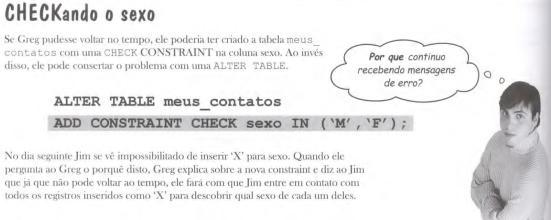 CHECKando o sexo
Se Greg pudesse voltar no tempo, ele poderia ter criado a tabela meus_
contatos com uma CHECK CONSTRAINT na coluna sexo. Ao invés
disso, ele pode consertar o problema com uma ALTER TABLE.
Por que continuo
recebendo mensagens
de erro?
ALTER TABLE meus_contatos
ADD CONSTRAINT CHECK sexo IN (‘M’,‘F’);
No dia seguinte Jim se vê impossibilitado de inserir ‘X’ para sexo. Quando ele
pergunta ao Greg o porquê disto, Greg explica sobre a nova constraint e diz ao Jim
que já que não pode voltar ao tempo, ele fará com que Jim entre em contato com
todos os registros inseridos como ‘X’ para descobrir qual sexo de cada um deles.